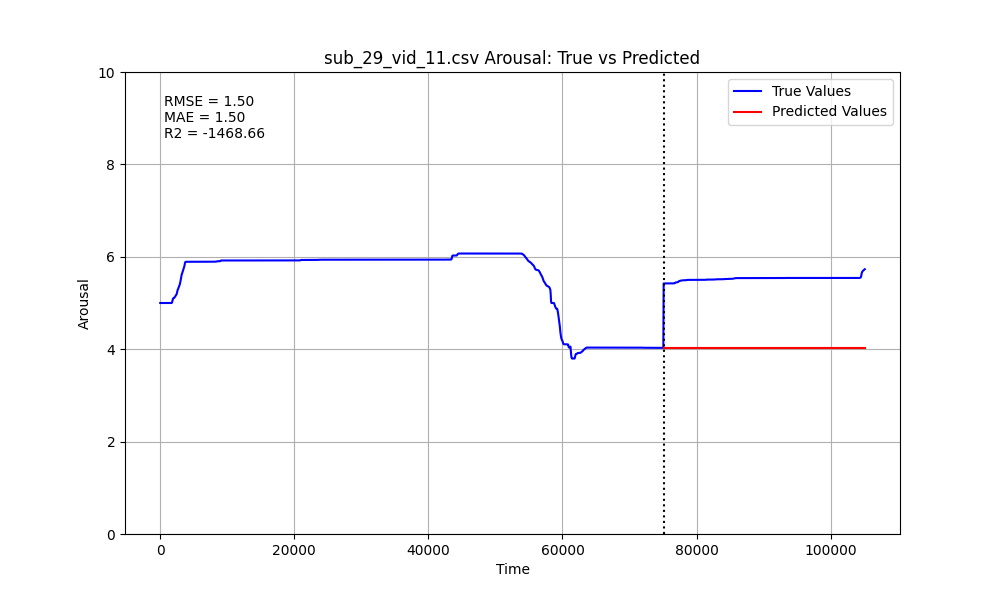 sub_29_vid_11.csv Arousal: True vs Predicted
RMSE = 1.50
MAE = 1.50
R2 = -1468.66
True Values
Predicted Values
10
8
6
4
2
0
Arousal
0 20000 40000 60000 80000 100000
Time